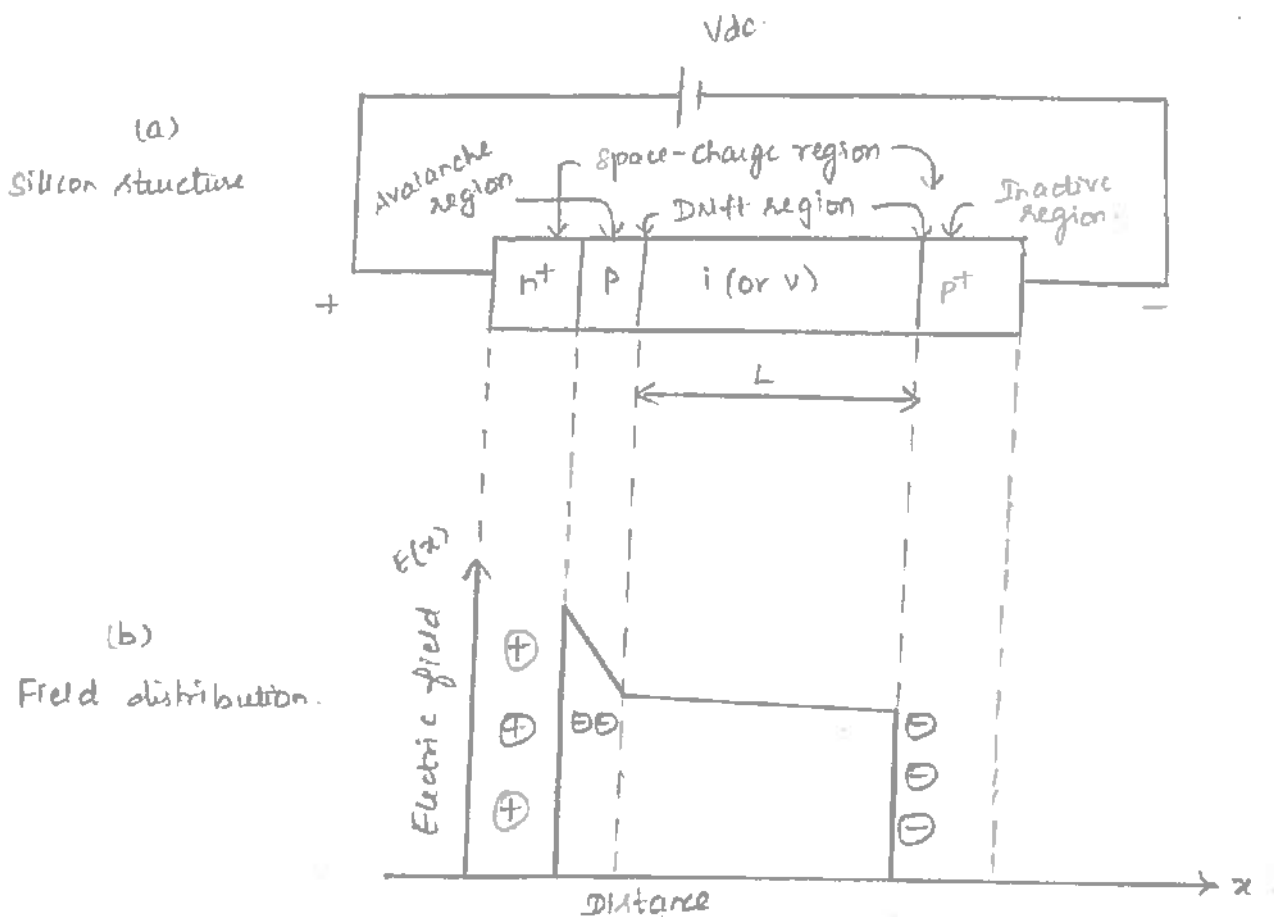 Vdc
(a)
Silicon structure
Avalanche
region
Space-charge region
Drift region
Inactive
region
n+
p
i (or v)
p+
+
-
L
E(x)
(b)
Field distribution.
Electric field
+
+
+
- -
-
-
-
Distance
x